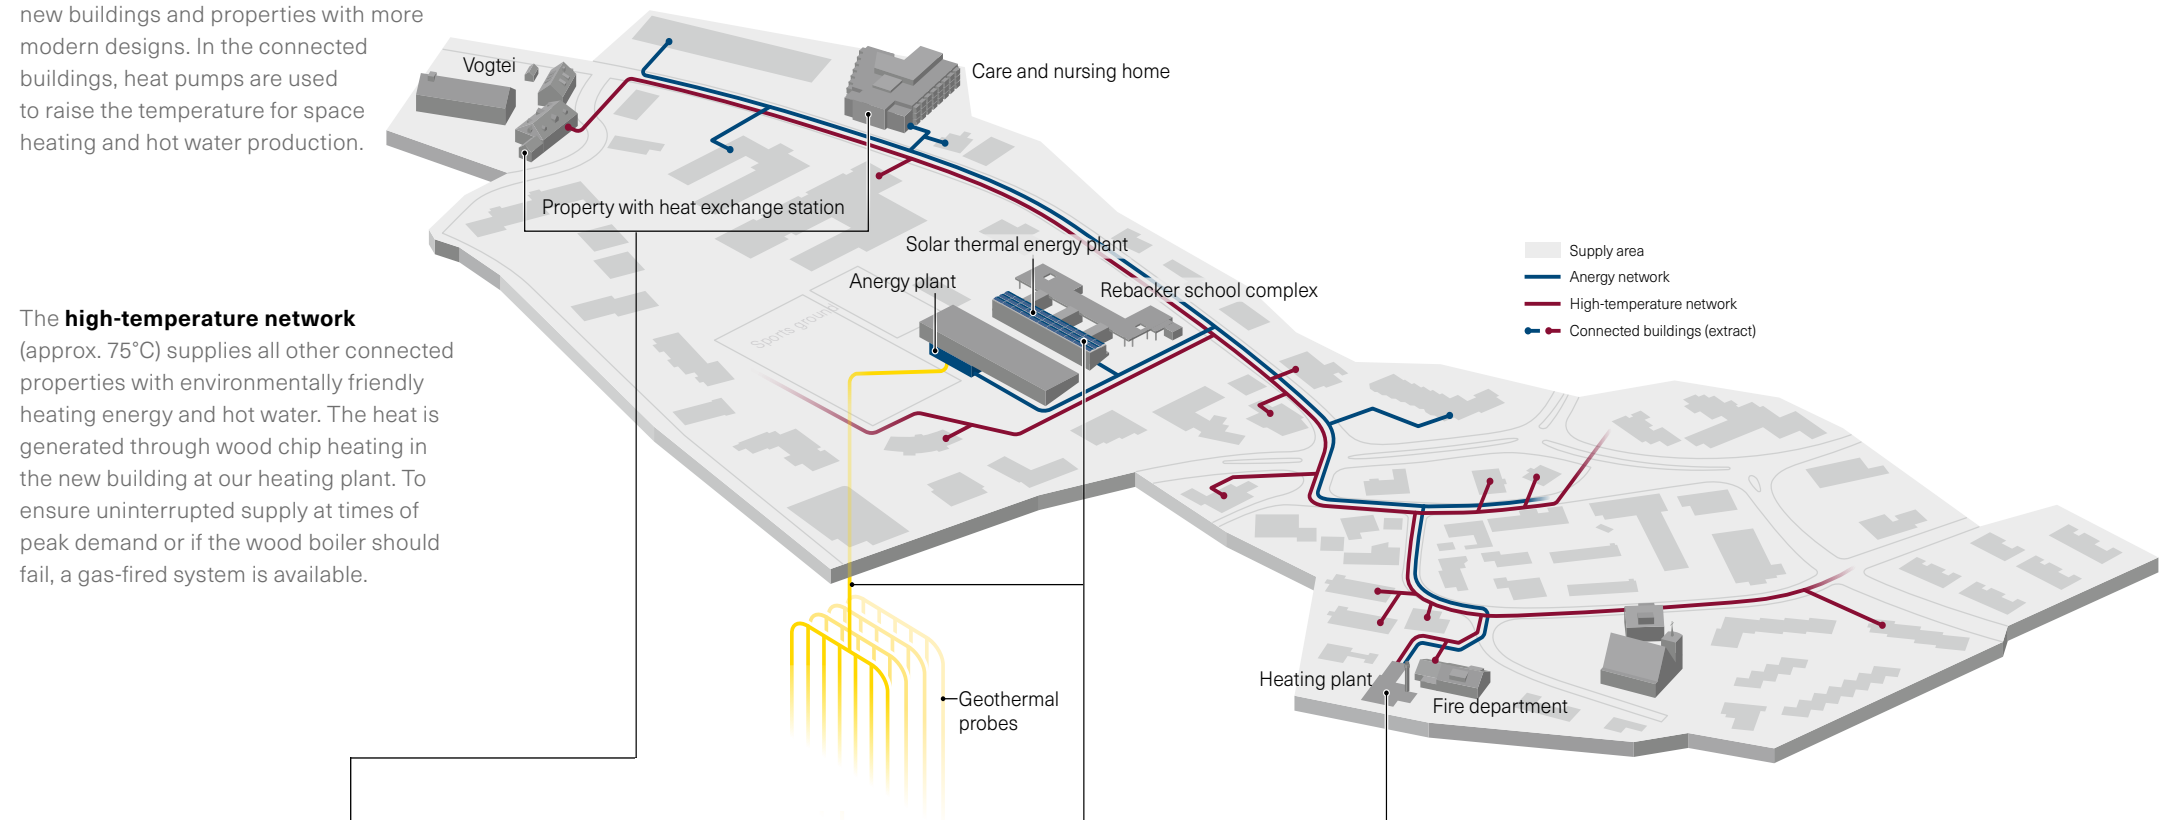 new buildings and properties with more
modern designs. In the connected
buildings, heat pumps are used
to raise the temperature for space
heating and hot water production.
The high-temperature network
(approx. 75°C) supplies all other connected
properties with environmentally friendly
heating energy and hot water. The heat is
generated through wood chip heating in
the new building at our heating plant. To
ensure uninterrupted supply at times of
peak demand or if the wood boiler should
fail, a gas-fired system is available.
Vogtei
Care and nursing home
Property with heat exchange station
Solar thermal energy plant
Anergy plant
Rebacker school complex
Sports ground
Supply area
Anergy network
High-temperature network
Connected buildings (extract)
Geothermal
probes
Heating plant
Fire department